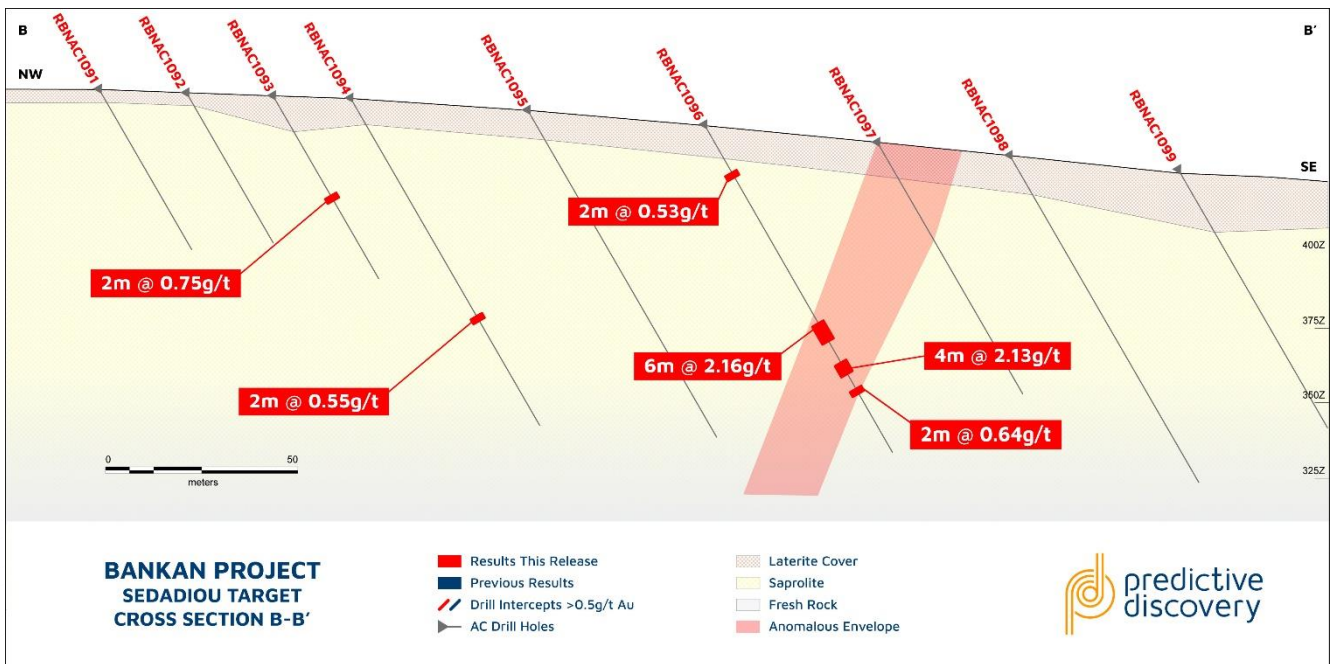 B
B'
NW
SE
RBNAC1091
RBNAC1092
RBNAC1093
RBNAC1094
RBNAC1095
RBNAC1096
RBNAC1097
RBNAC1098
RBNAC1099
2m @ 0.53g/t
400Z
2m @ 0.75g/t
375Z
6m @ 2.16g/t
4m @ 2.13g/t
2m @ 0.55g/t
350Z
2m @ 0.64g/t
0 50
meters
325Z
BANKAN PROJECT
SEDADIOU TARGET
CROSS SECTION B-B'
Results This Release
Previous Results
Drill Intercepts >0.5g/t Au
AC Drill Holes
Laterite Cover
Saprolite
Fresh Rock
Anomalous Envelope
predictive
discovery